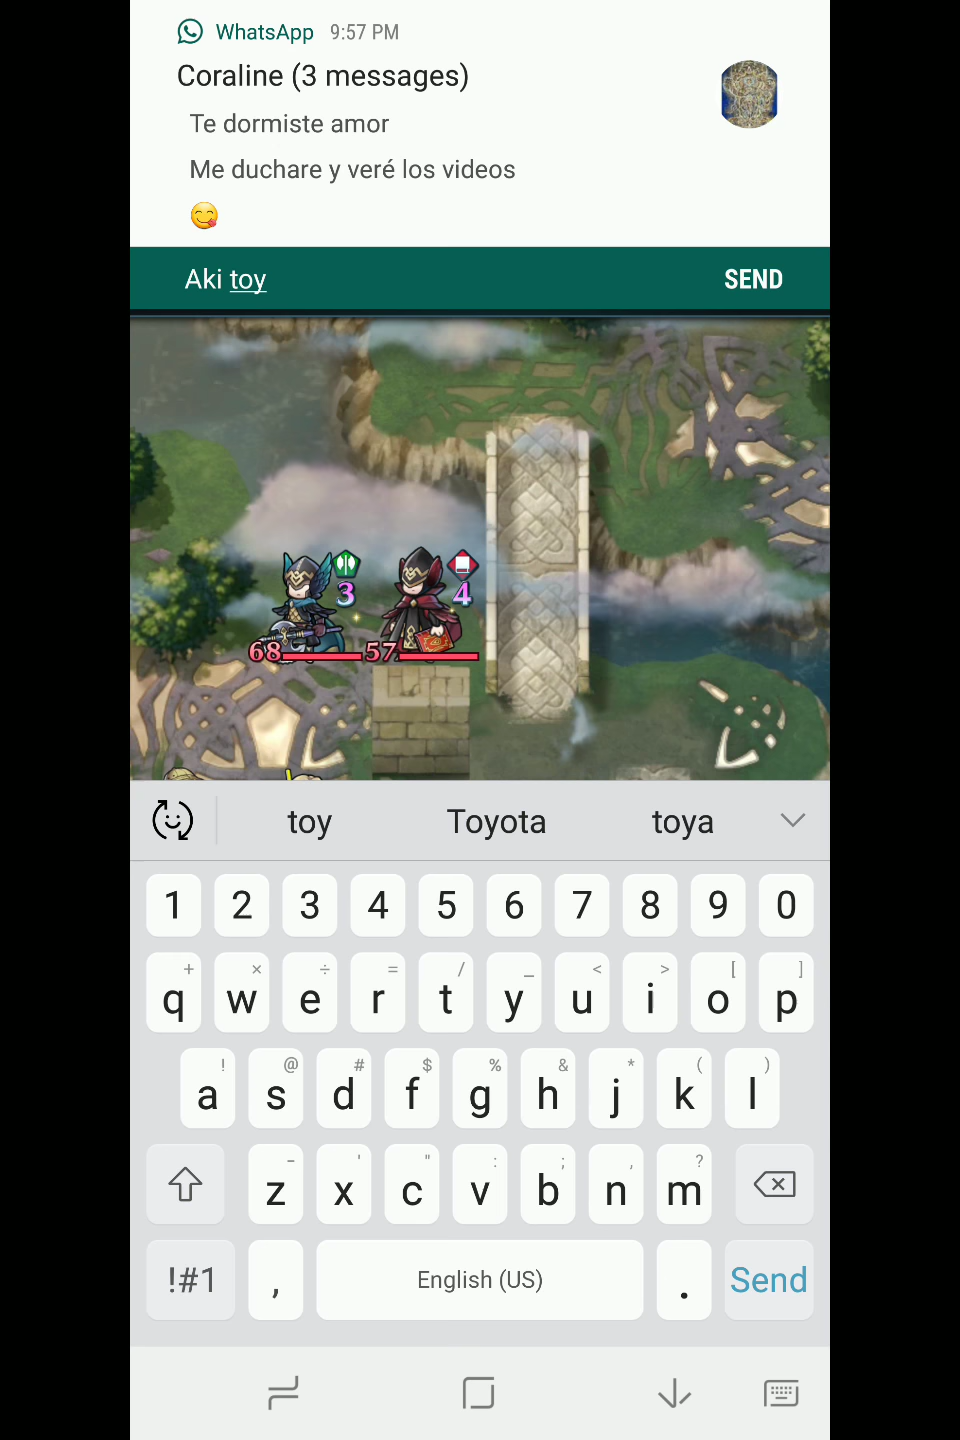 WhatsApp 9:57 PM
Coraline (3 messages)
Te dormiste amor
Me duchare y veré los videos
Aki toy SEND
3 4
68 57
toy Toyota toya
1 2 3 4 5 6 7 8 9 0
+ × ÷ = / _ < > [ ]
q w e r t y u i o p
! @ # $ % & * ( )
a s d f g h j k l
- ' " : ; , ?
z x c v b n m
!#1 , English (US) . Send